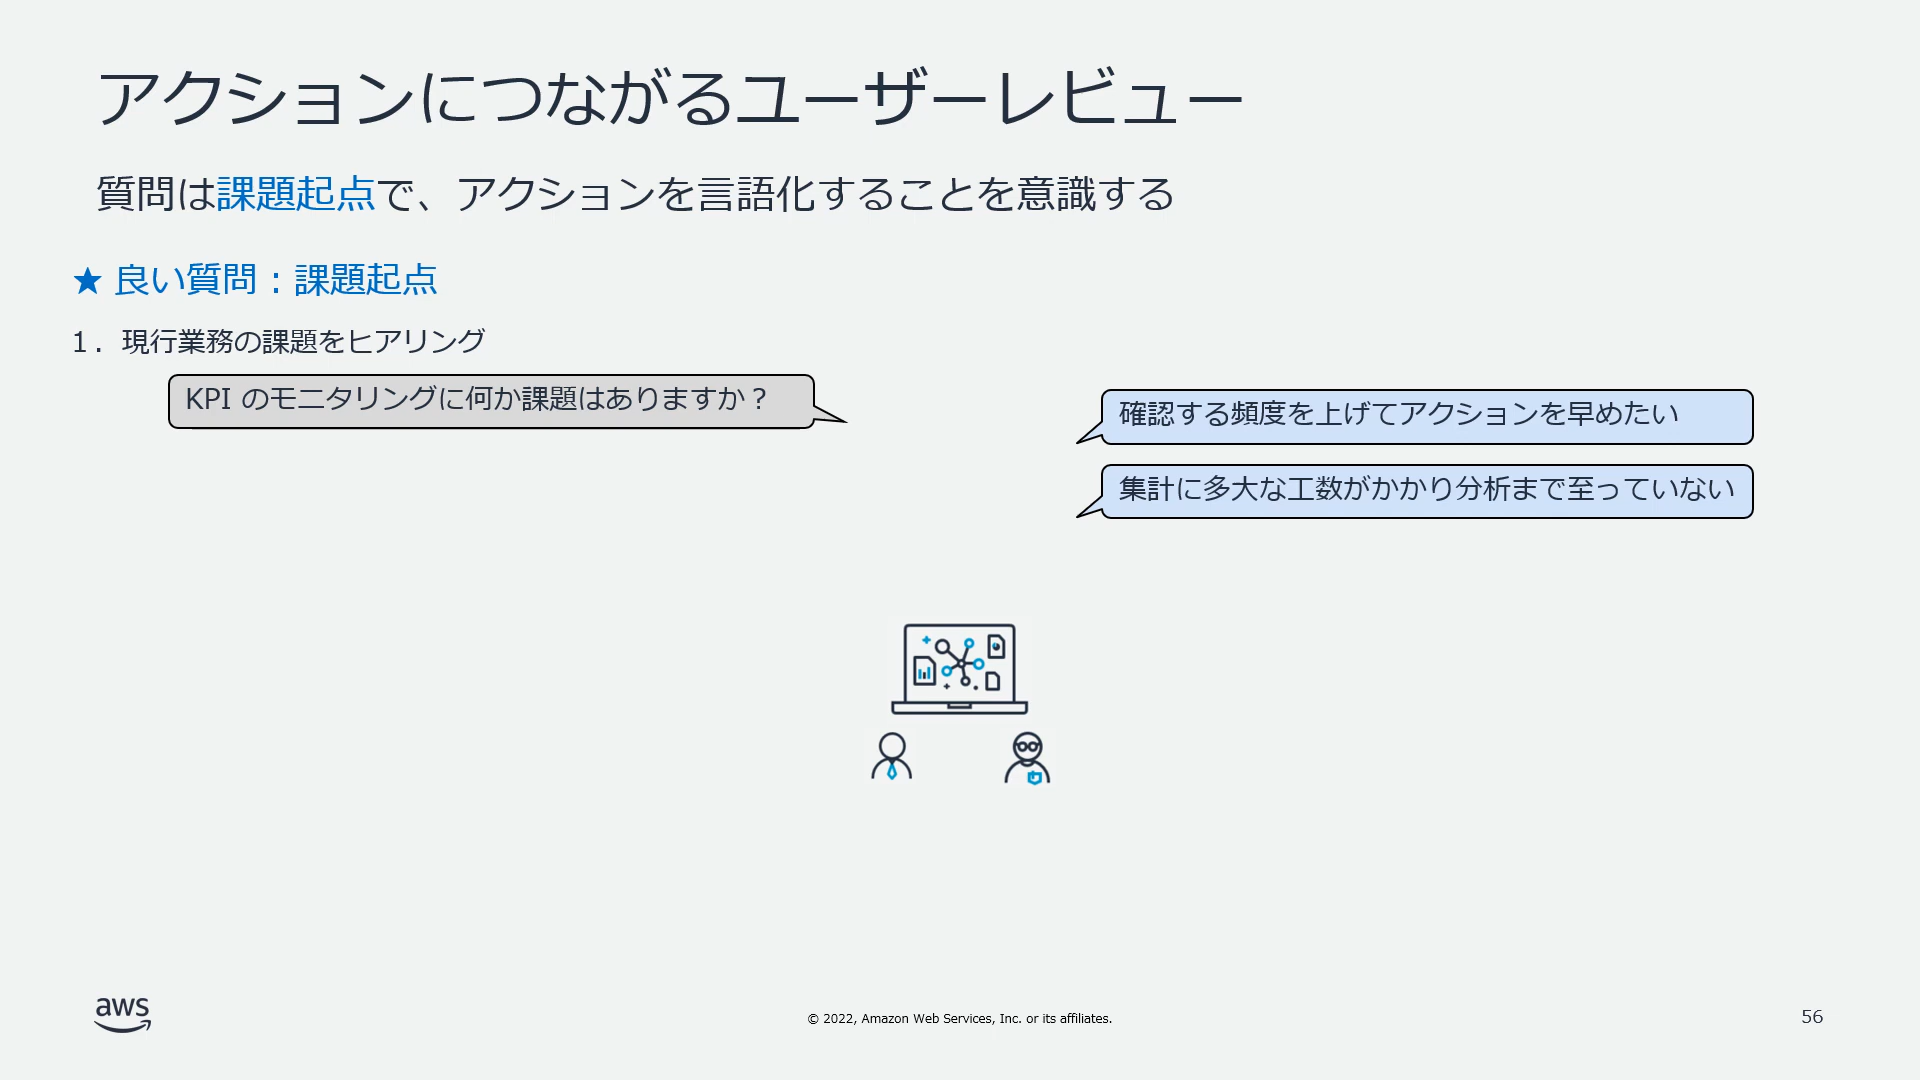 アクションにつながるユーザーレビュー
質問は課題起点で、アクションを言語化することを意識する
★ 良い質問：課題起点
1． 現行業務の課題をヒアリング
KPI のモニタリングに何か課題はありますか？
確認する頻度を上げてアクションを早めたい
集計に多大な工数がかかり分析まで至っていない
aws
© 2022, Amazon Web Services, Inc. or its affiliates.
56